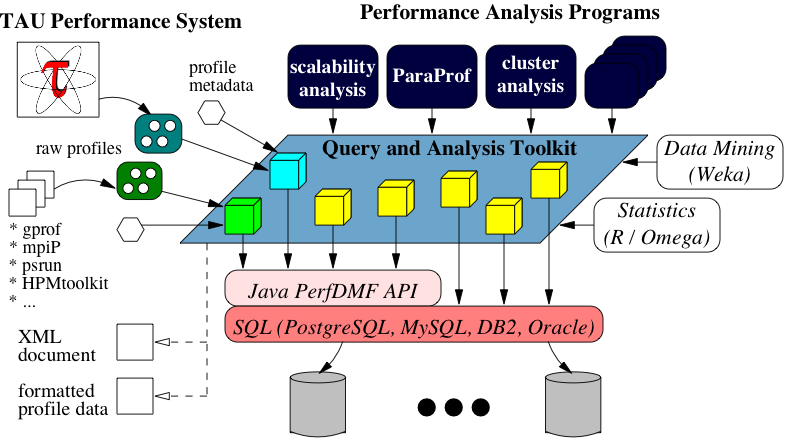 TAU Performance System
Performance Analysis Programs
τ
profile
metadata
scalability
analysis
ParaProf
cluster
analysis
raw profiles
Query and Analysis Toolkit
Data Mining
(Weka)
Statistics
(R / Omega)
* gprof
* mpiP
* psrun
* HPMtoolkit
* ...
Java PerfDMF API
SQL (PostgreSQL, MySQL, DB2, Oracle)
XML
document
formatted
profile data